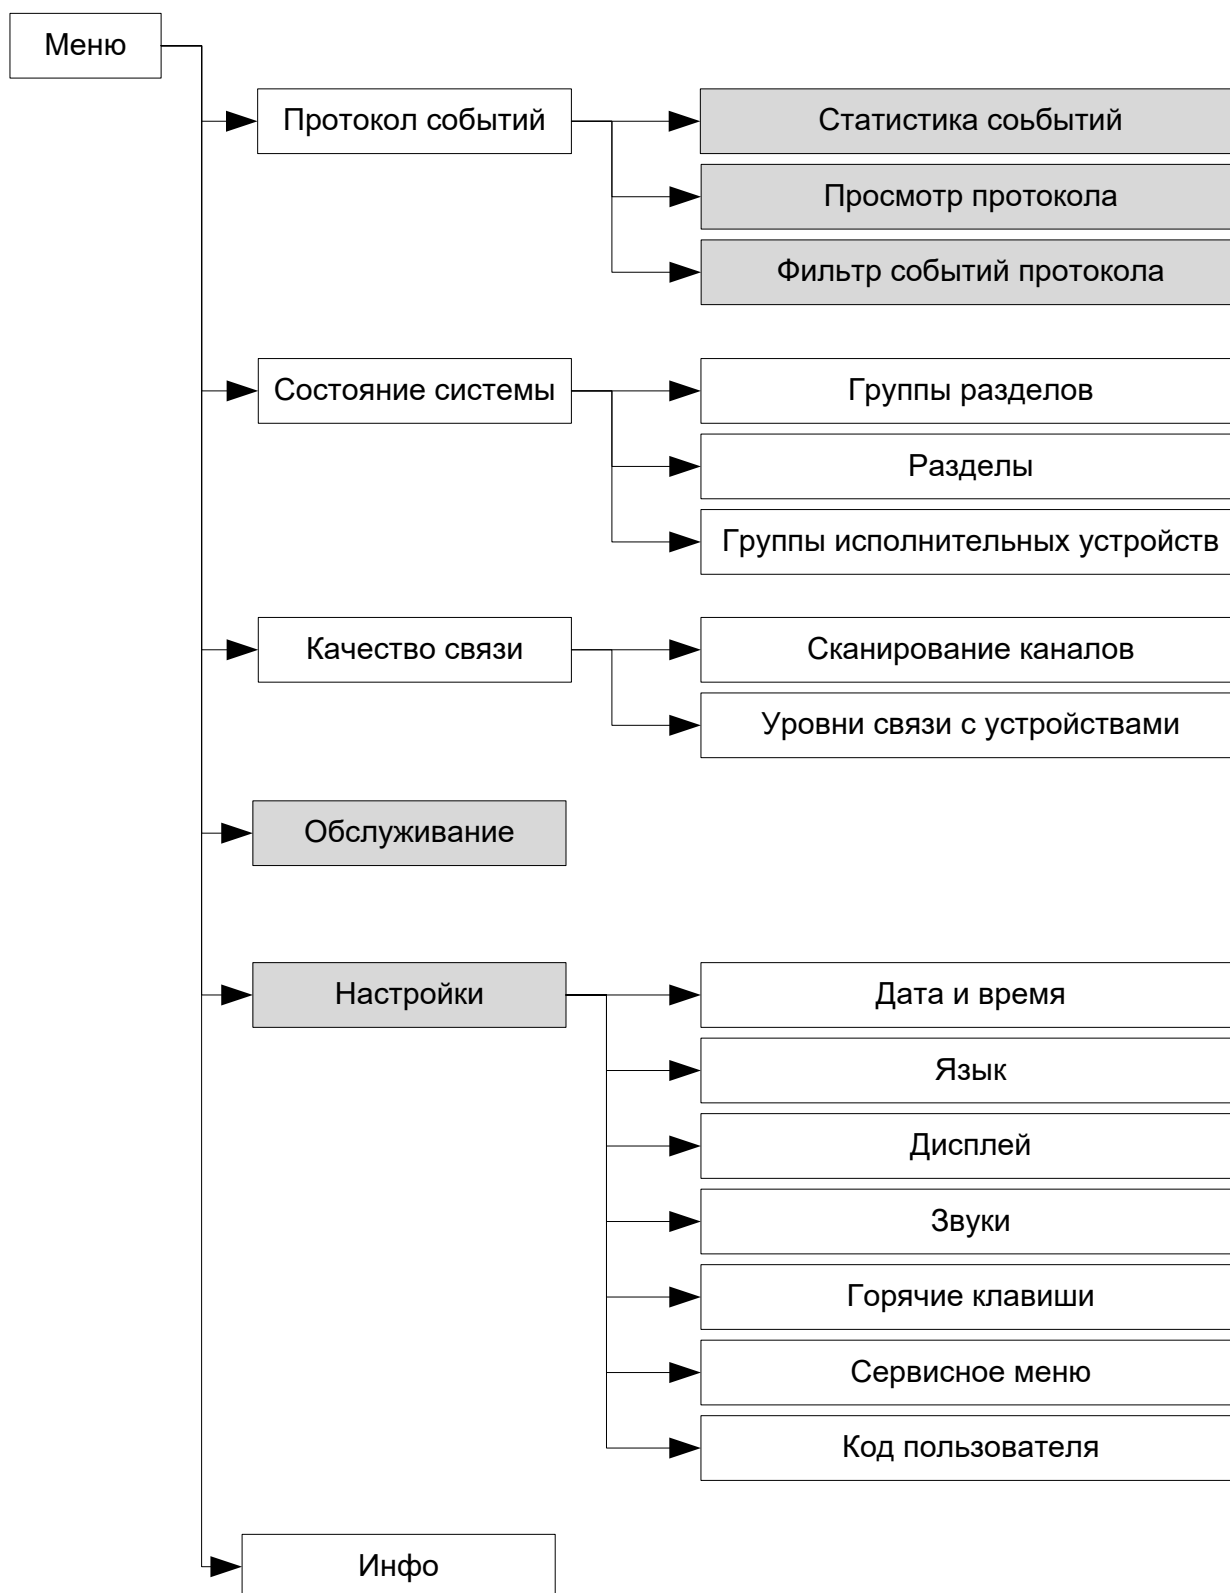 Меню
Протокол событий
Статистика соьбытий
Просмотр протокола
Фильтр событий протокола
Состояние системы
Группы разделов
Разделы
Группы исполнительных устройств
Качество связи
Сканирование каналов
Уровни связи с устройствами
Обслуживание
Настройки
Дата и время
Язык
Дисплей
Звуки
Горячие клавиши
Сервисное меню
Код пользователя
Инфо